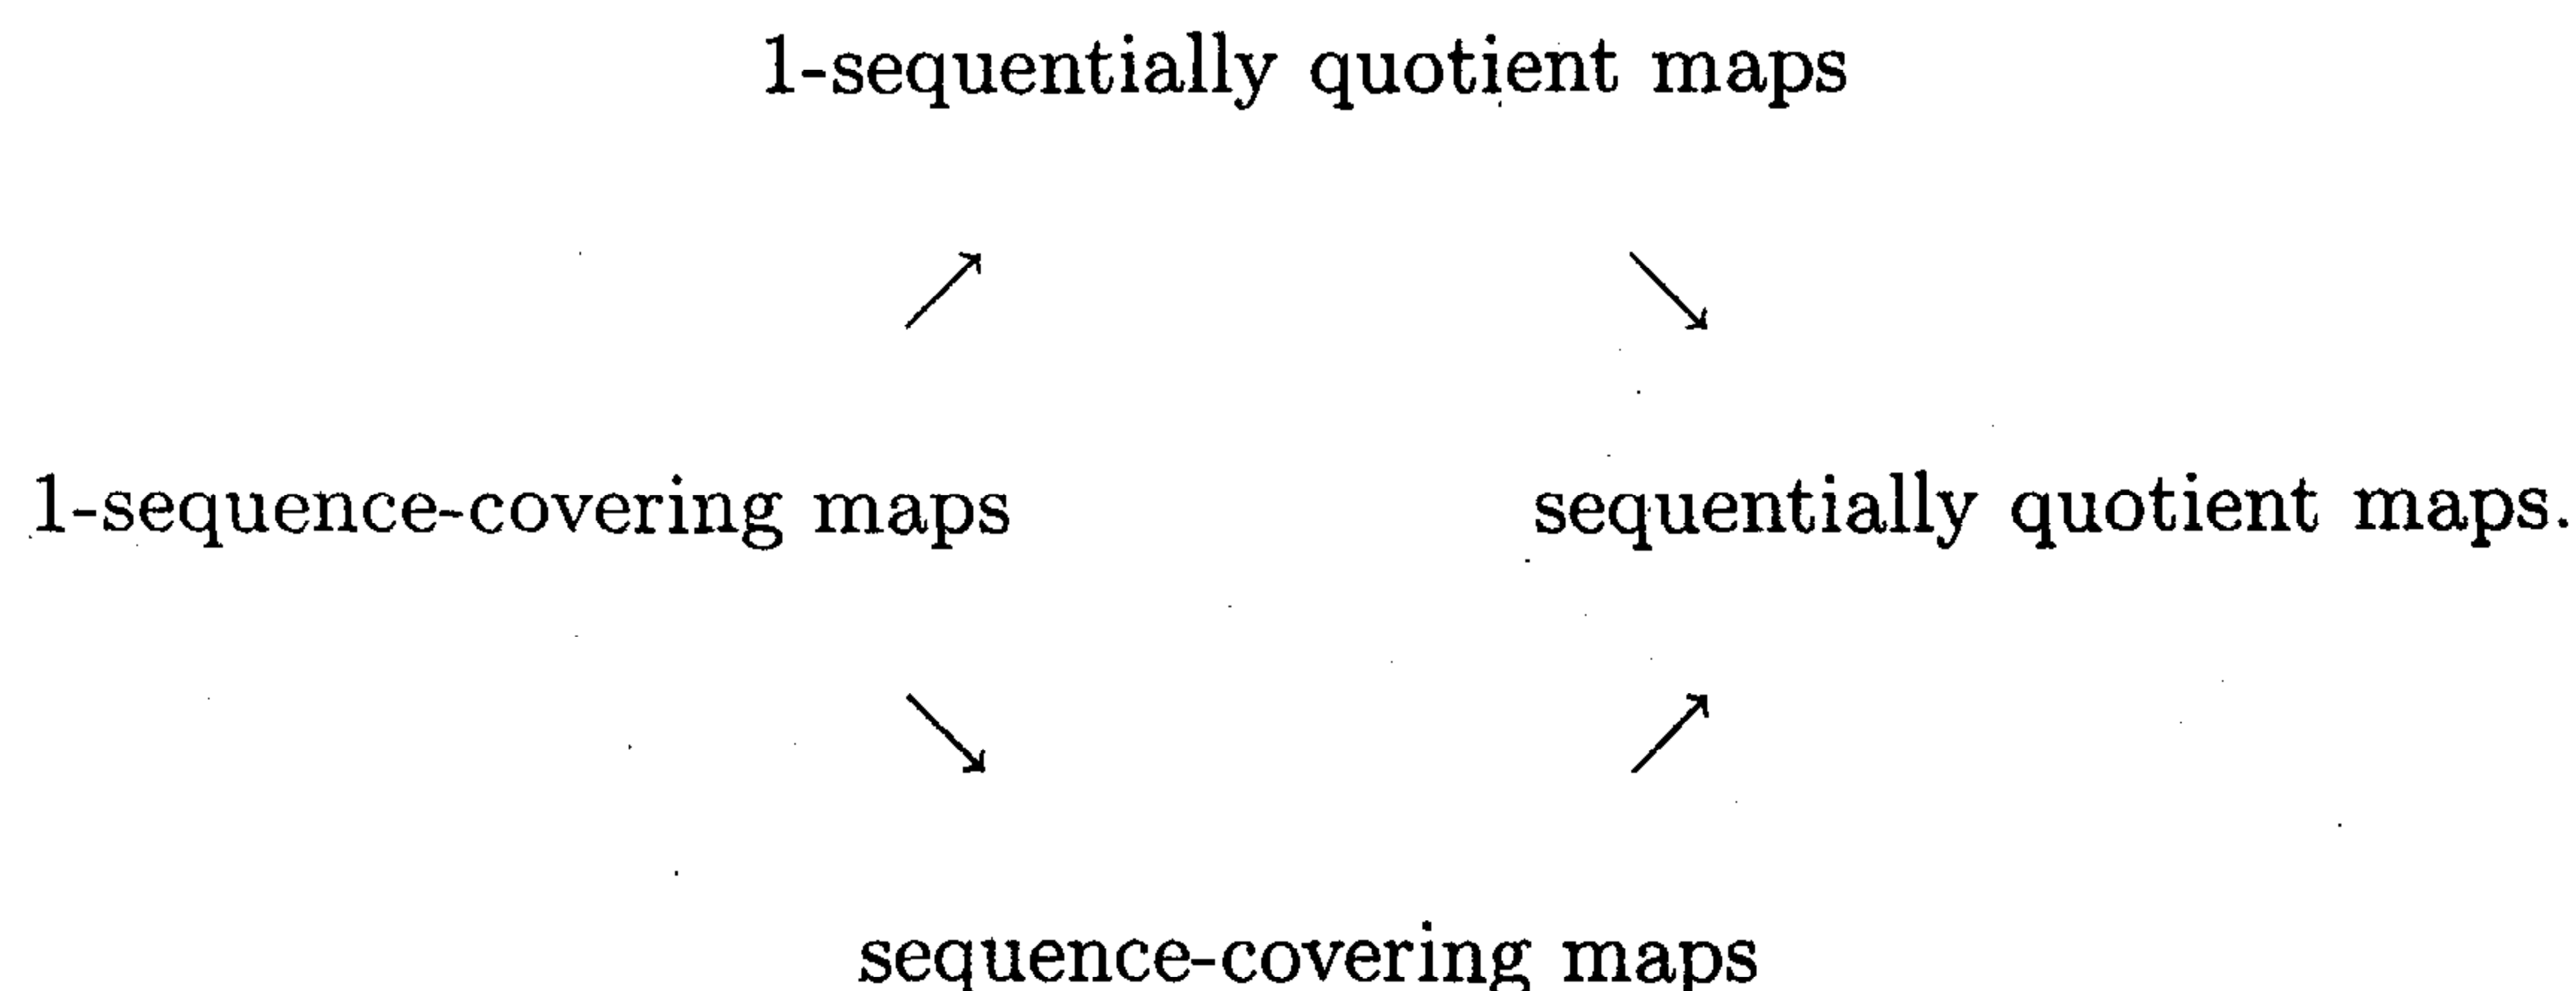 1-sequentially quotient maps
↗ ↘
1-sequence-covering maps sequentially quotient maps.
↘ ↗
sequence-covering maps